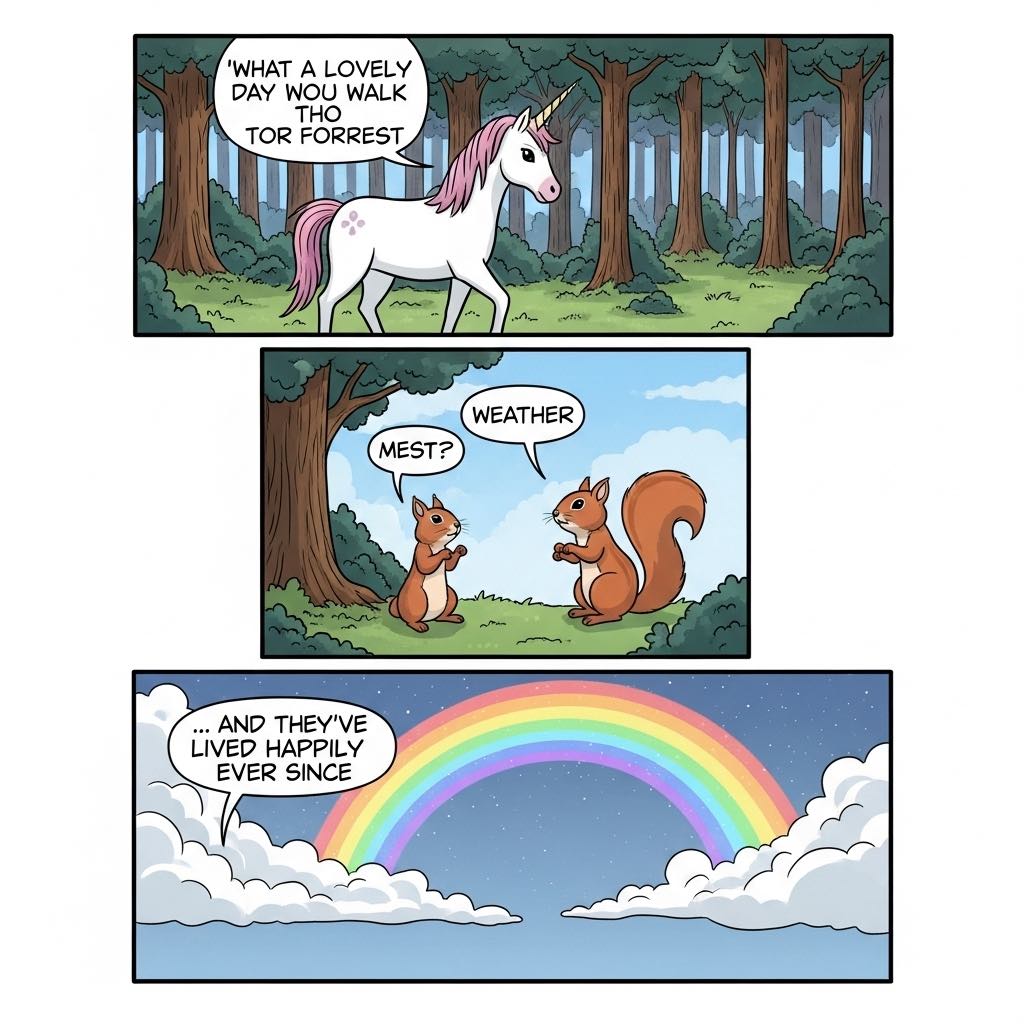 'WHAT A LOVELY
DAY WOU WALK
THO
TOR FORREST
MEST?
WEATHER
... AND THEY'VE
LIVED HAPPILY
EVER SINCE